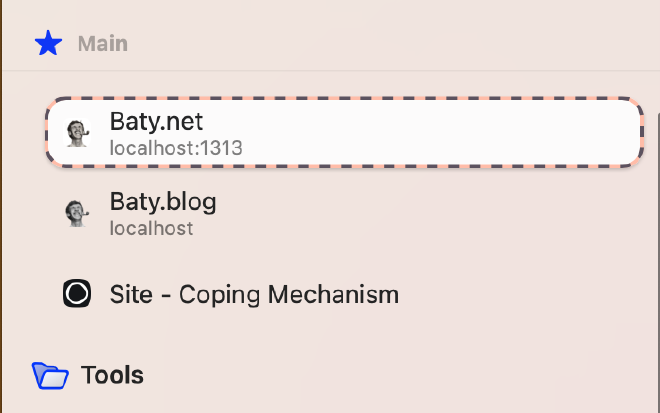 Main
Baty.net
localhost:1313
Baty.blog
localhost
Site - Coping Mechanism
Tools